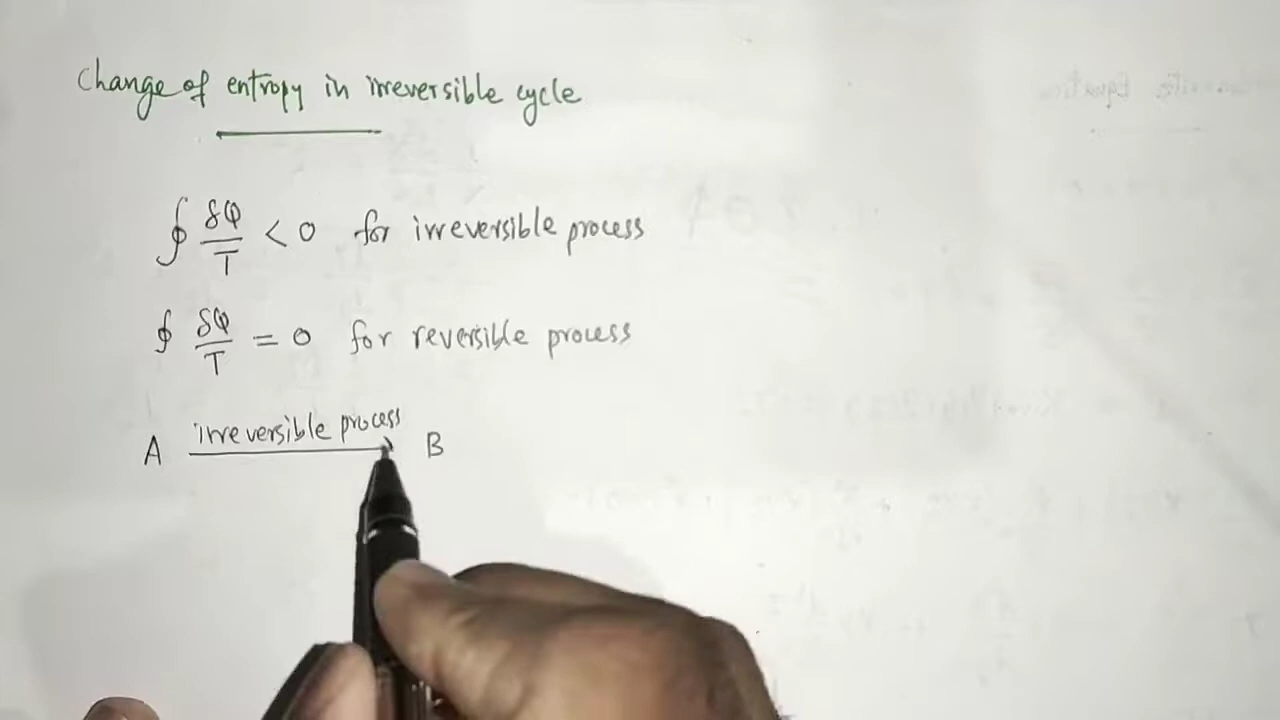 Change of entropy in irreversible cycle
∮ δQ/T < 0 for irreversible process
∮ δQ/T = 0 for reversible process
A irreversible process → B